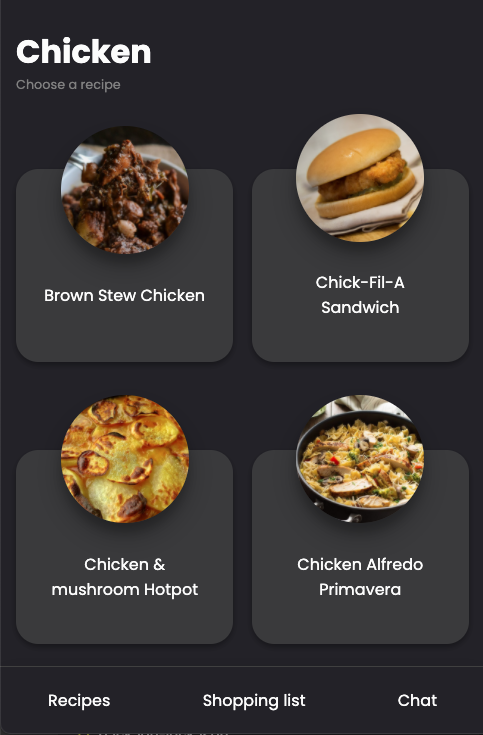 Chicken
Choose a recipe
Brown Stew Chicken
Chick-Fil-A
Sandwich
Chicken &
mushroom Hotpot
Chicken Alfredo
Primavera
Recipes
Shopping list
Chat